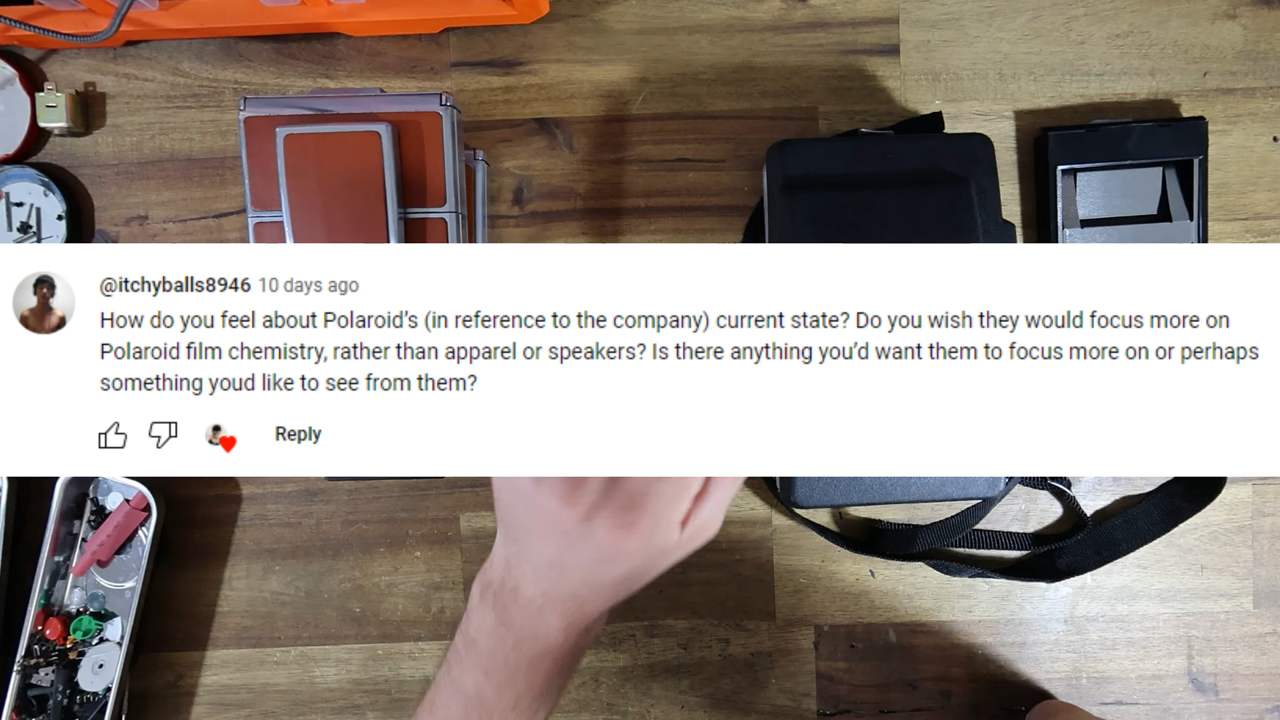 @itchyballs8946 10 days ago
How do you feel about Polaroid's (in reference to the company) current state? Do you wish they would focus more on
Polaroid film chemistry, rather than apparel or speakers? Is there anything you'd want them to focus more on or perhaps
something youd like to see from them?
Reply